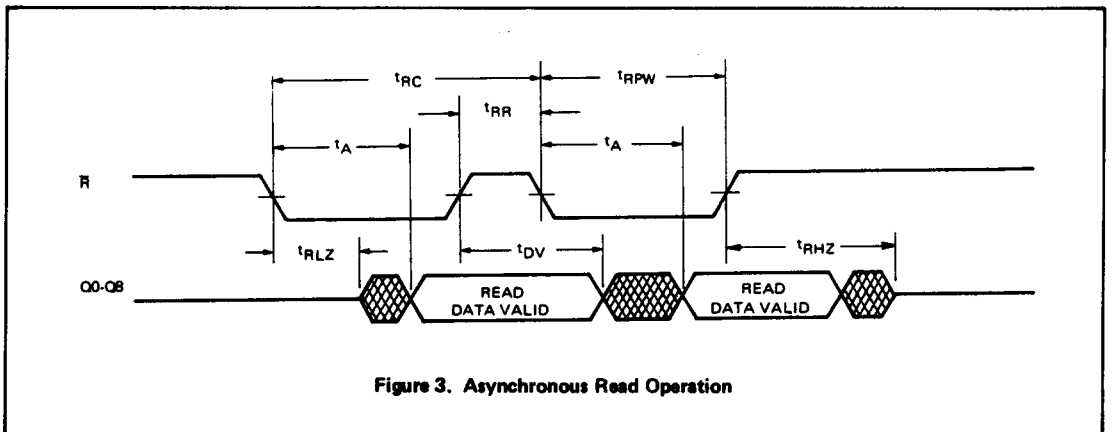 tRC
tRPW
tRR
tA
tA
R̅
tRLZ
tDV
tRHZ
Q0-Q8
READ
DATA VALID
READ
DATA VALID
Figure 3. Asynchronous Read Operation